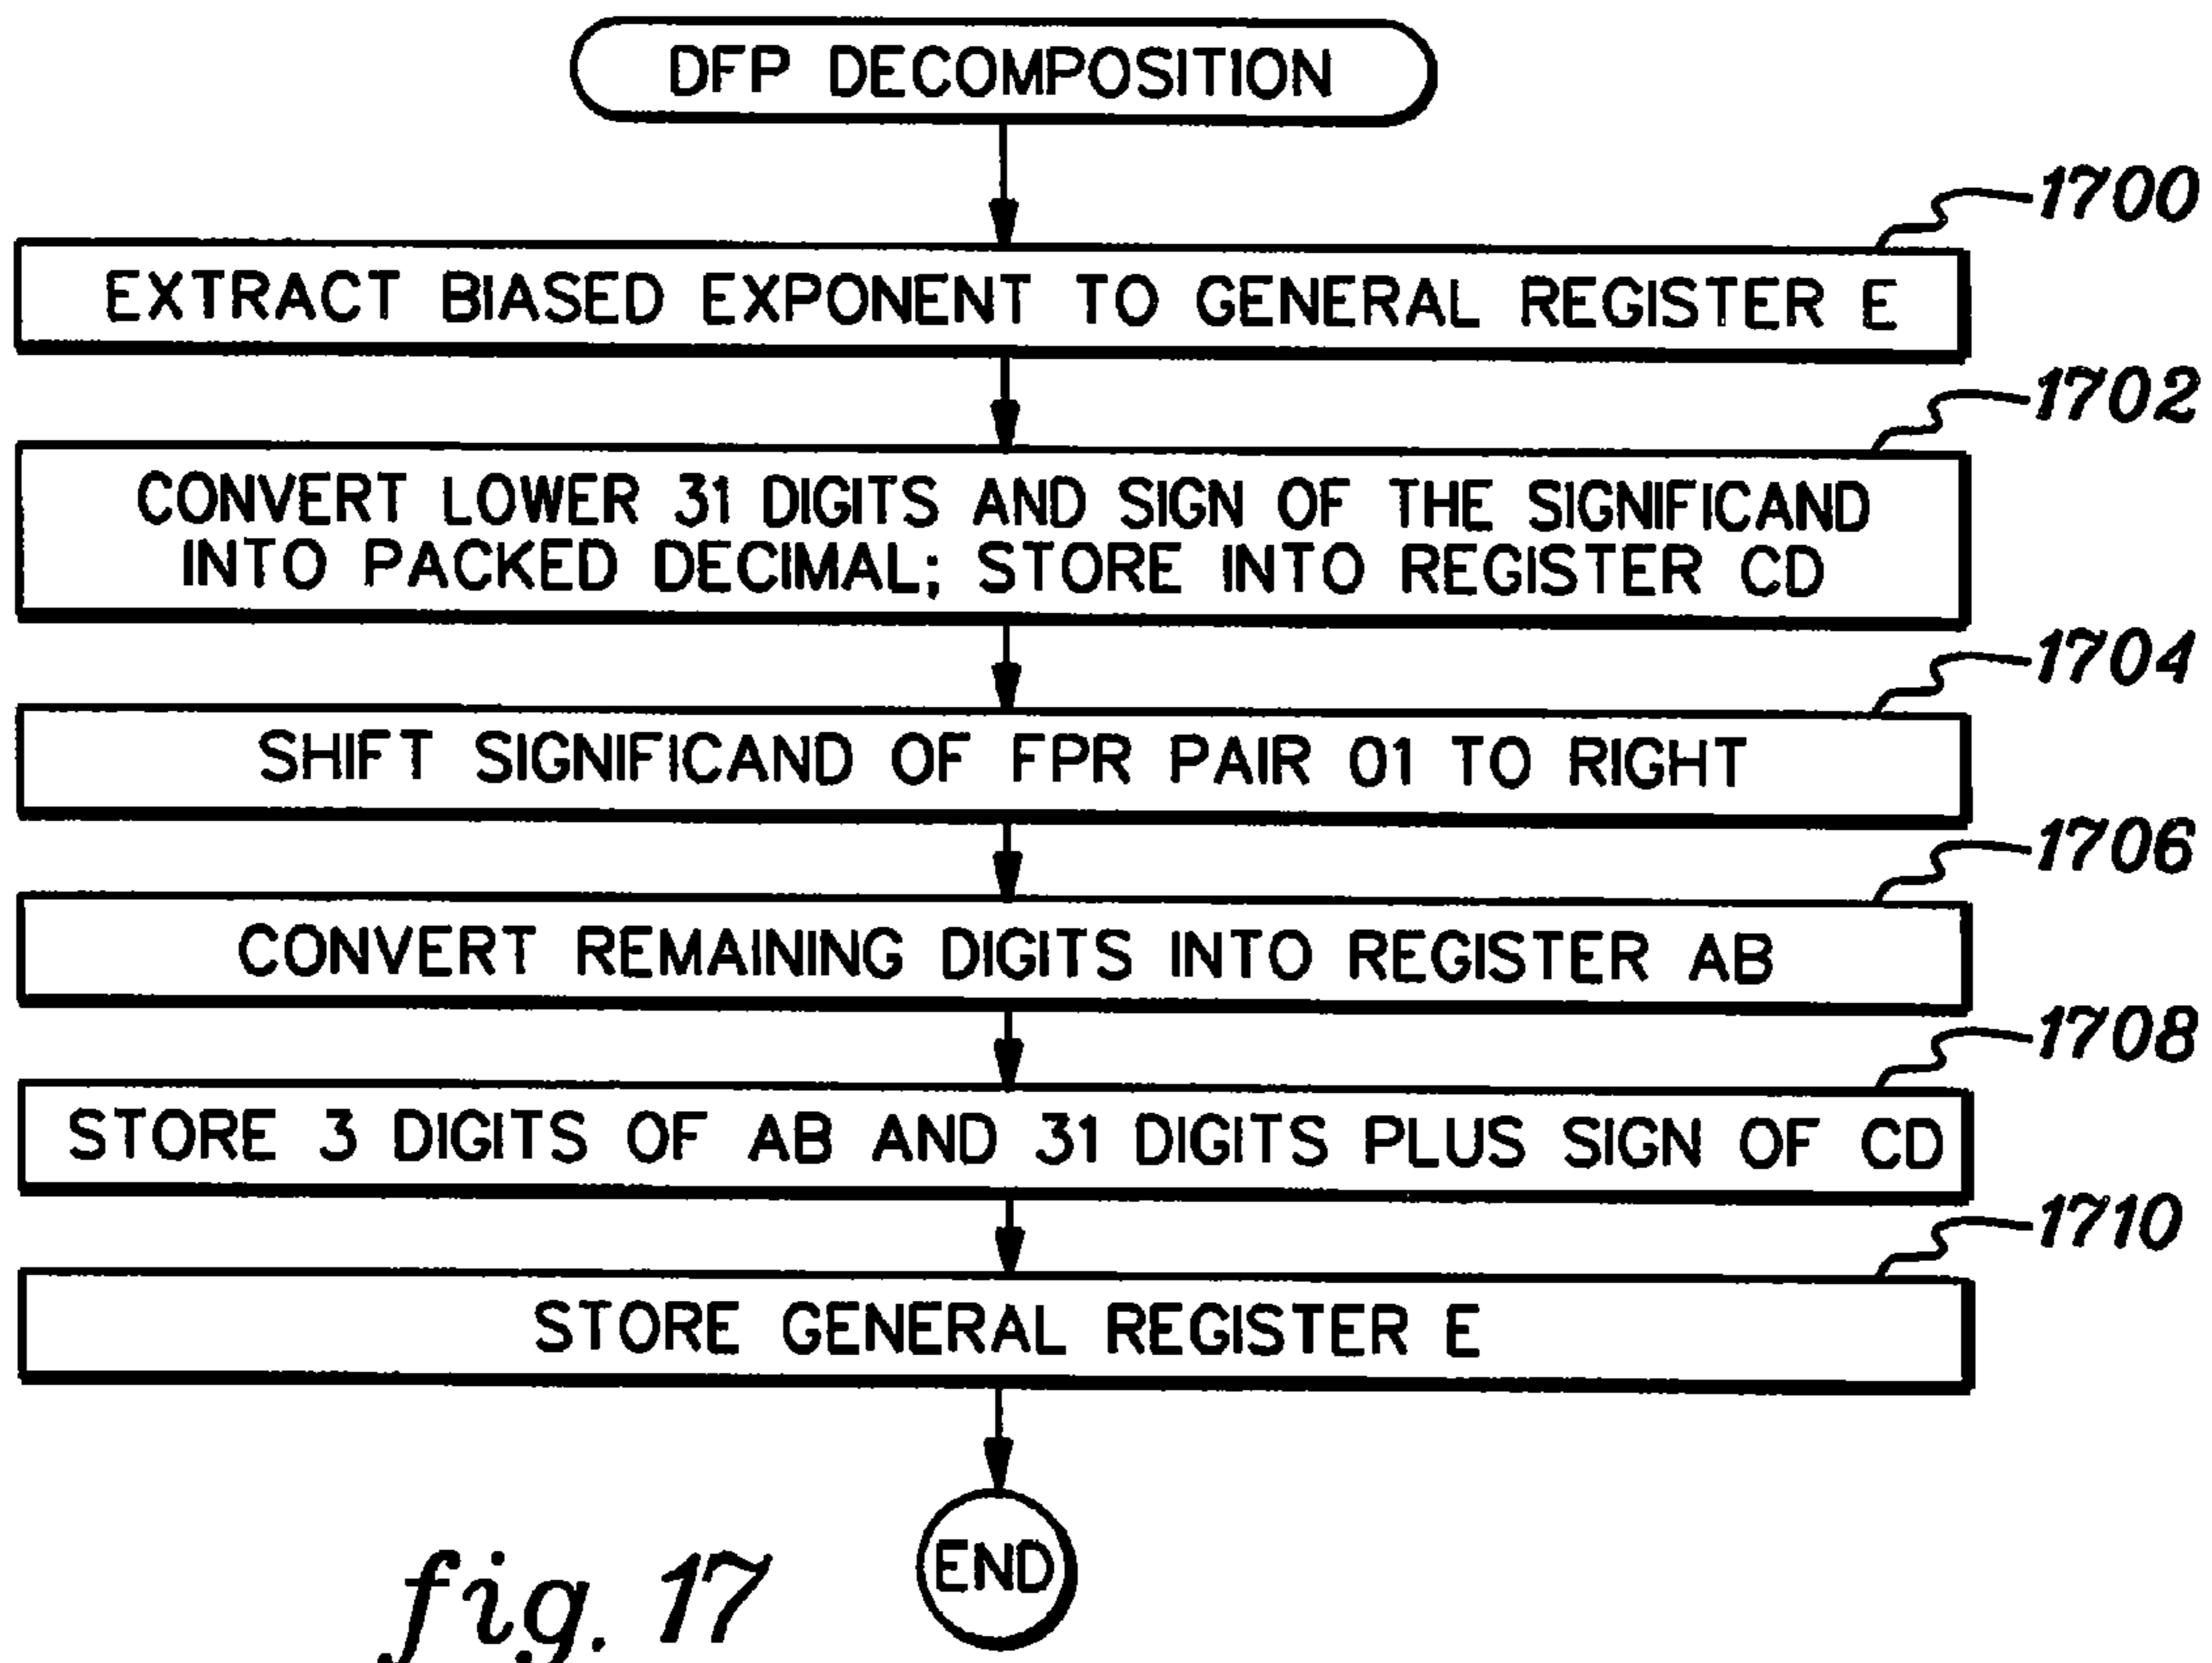 DFP DECOMPOSITION
1700
EXTRACT BIASED EXPONENT TO GENERAL REGISTER E
1702
CONVERT LOWER 31 DIGITS AND SIGN OF THE SIGNIFICAND
INTO PACKED DECIMAL; STORE INTO REGISTER CD
1704
SHIFT SIGNIFICAND OF FPR PAIR 01 TO RIGHT
1706
CONVERT REMAINING DIGITS INTO REGISTER AB
1708
STORE 3 DIGITS OF AB AND 31 DIGITS PLUS SIGN OF CD
1710
STORE GENERAL REGISTER E
END
fig. 17